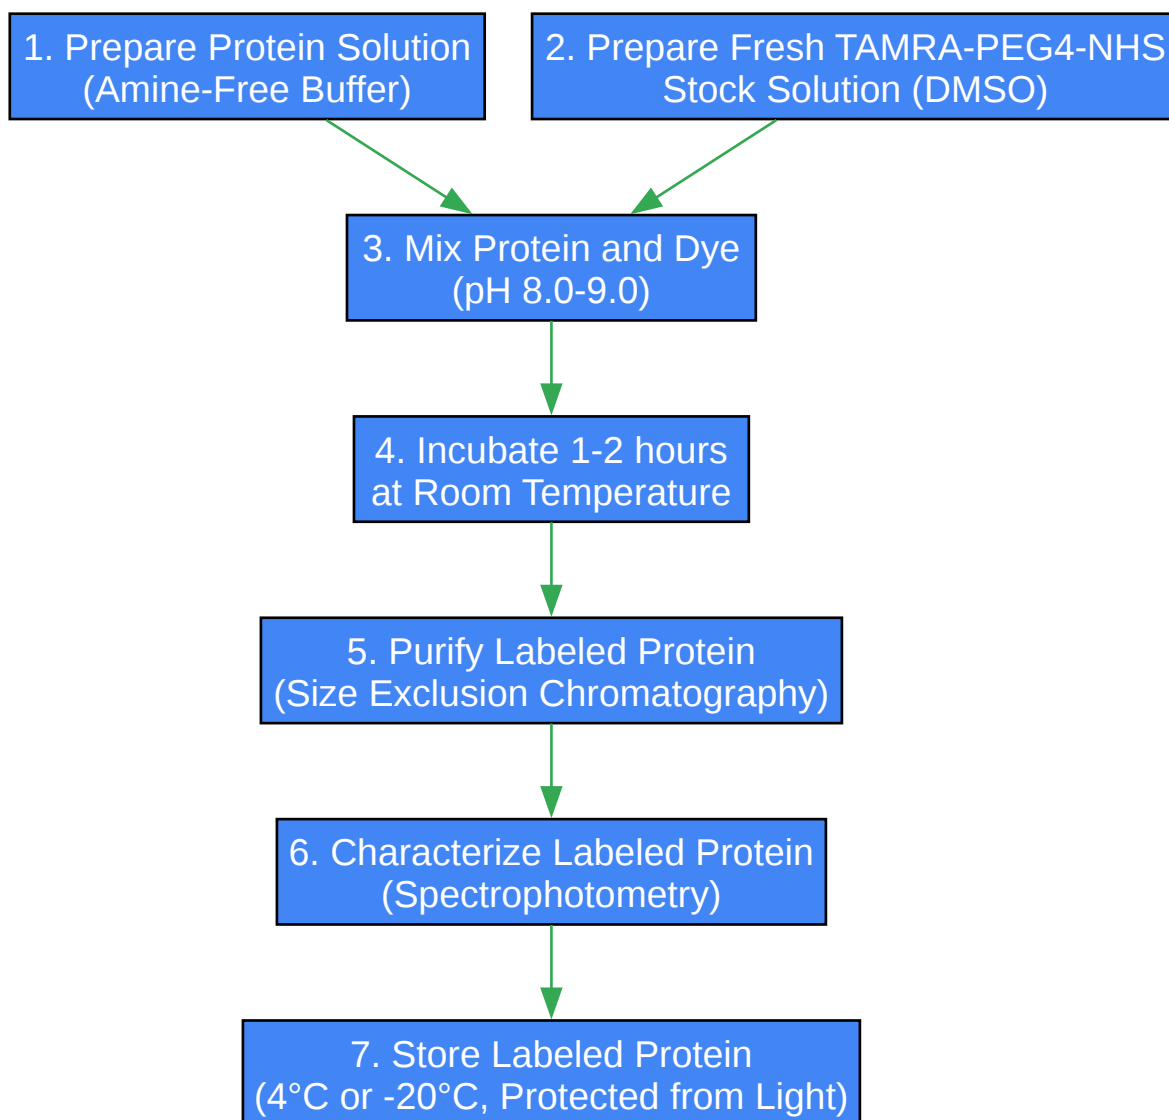 1. Prepare Protein Solution
(Amine-Free Buffer)
2. Prepare Fresh TAMRA-PEG4-NHS
Stock Solution (DMSO)
3. Mix Protein and Dye
(pH 8.0-9.0)
4. Incubate 1-2 hours
at Room Temperature
5. Purify Labeled Protein
(Size Exclusion Chromatography)
6. Characterize Labeled Protein
(Spectrophotometry)
7. Store Labeled Protein
(4°C or -20°C, Protected from Light)